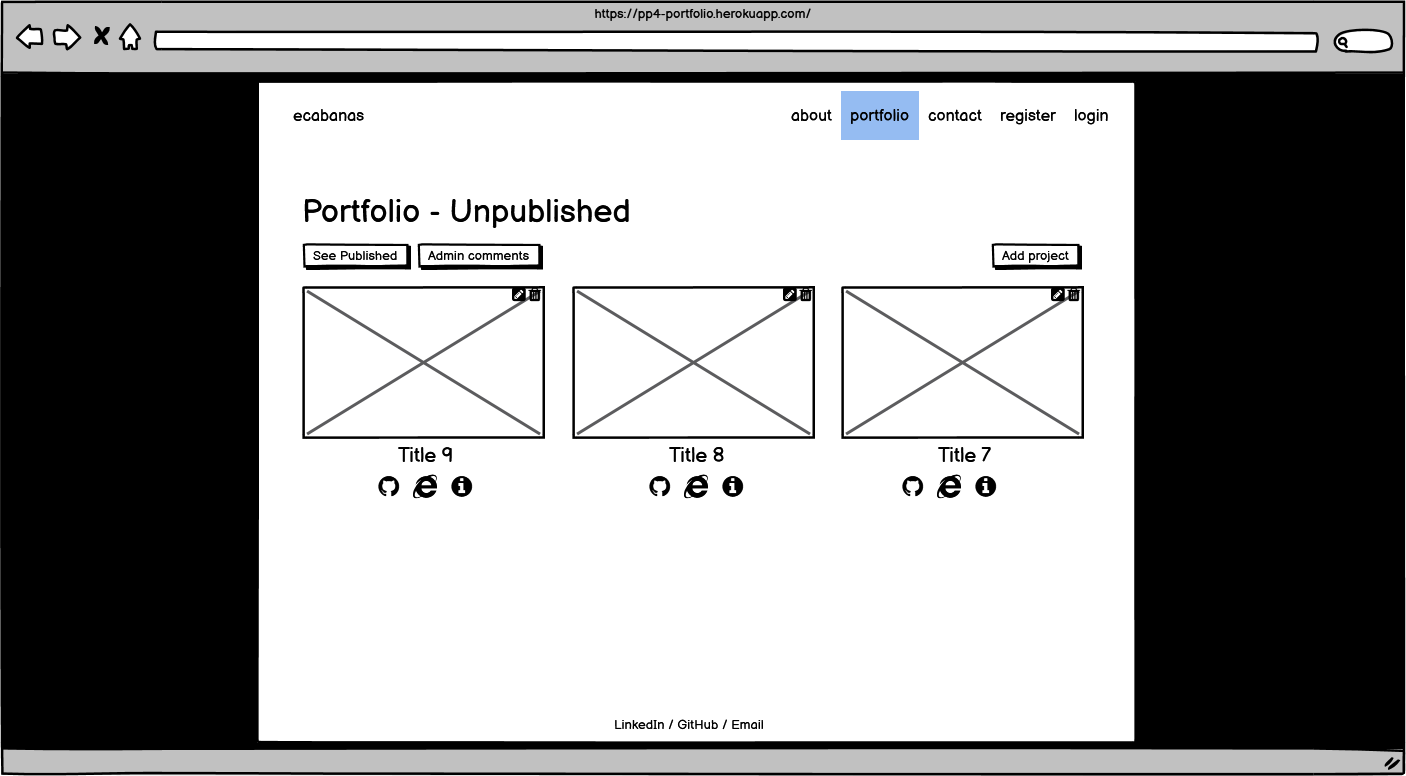 https://pp4-portfolio.herokuapp.com/
ecabanas about portfolio contact register login
Portfolio - Unpublished
See Published Admin comments Add project
Title 9 Title 8 Title 7
LinkedIn / GitHub / Email